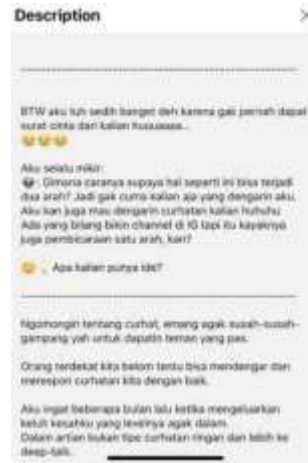 Description
BTW aku tuh sedih banget deh karena gak pernah dapat
surat cinta dari kalian huuuaaaa...
Aku selalu mikir:
: Gimana caranya supaya hal seperti ini bisa terjadi
dua arah? Jadi gak cuma kalian aja yang dengarin aku.
Aku kan juga mau dengarin curhatan kalian huhuhu
Ada yang bilang bikin channel di IG tapi itu kayaknya
juga pembicaraan satu arah, kan?
, Apa kalian punya ide?
Ngomongin tentang curhat, emang agak susah-susah-
gampang yah untuk dapatin teman yang pas.
Orang terdekat kita belom tentu bisa mendengar dan
merespon curhatan kita dengan baik.
Aku ingat beberapa bulan lalu ketika mengeluarkan
keluh kesahku yang levelnya agak dalam.
Dalam artian bukan tipe curhatan ringan dan lebih ke
deep-talk.